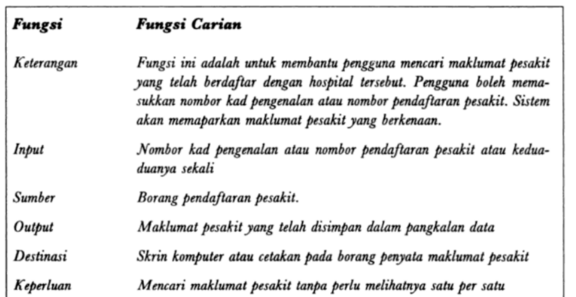 Fungsi Fungsi Carian
Keterangan Fungsi ini adalah untuk membantu pengguna mencari maklumat pesakit
yang telah berdaftar dengan hospital tersebut. Pengguna boleh mema-
sukkan nombor kad pengenalan atau nombor pendaftaran pesakit. Sistem
akan memaparkan maklumat pesakit yang berkenaan.
Input Nombor kad pengenalan atau nombor pendaftaran pesakit atau kedua-
duanya sekali
Sumber Borang pendaftaran pesakit.
Output Maklumat pesakit yang telah disimpan dalam pangkalan data
Destinasi Skrin komputer atau cetakan pada borang penyata maklumat pesakit
Keperluan Mencari maklumat pesakit tanpa perlu melihatnya satu per satu